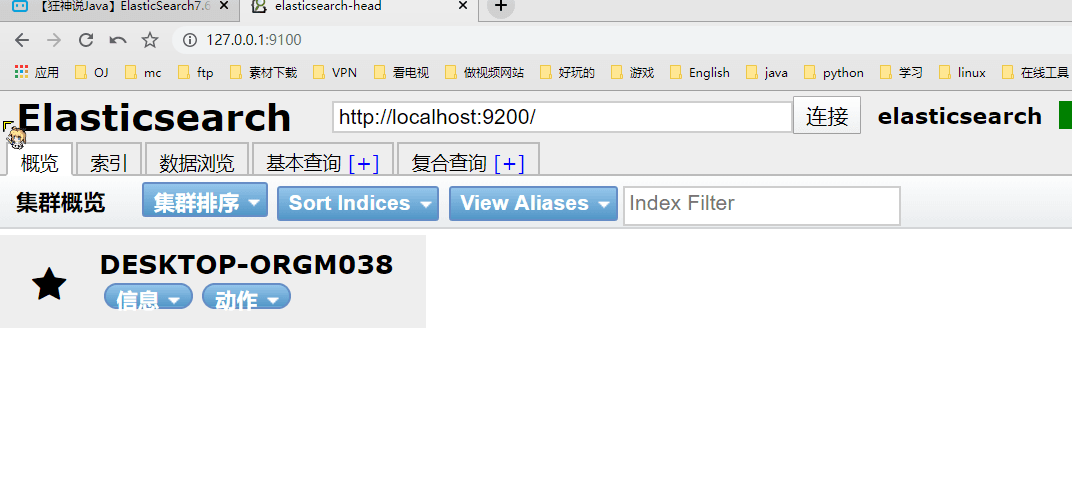 【狂神说Java】ElasticSearch7.6 elasticsearch-head
127.0.0.1:9100
应用 OJ mc ftp 素材下载 VPN 看电视 做视频网站 好玩的 游戏 English java python 学习 linux 在线工具
Elasticsearch http://localhost:9200/ 连接 elasticsearch
概览 索引 数据浏览 基本查询 [+] 复合查询 [+]
集群概览 集群排序 Sort Indices View Aliases Index Filter
DESKTOP-ORGM038
信息 动作